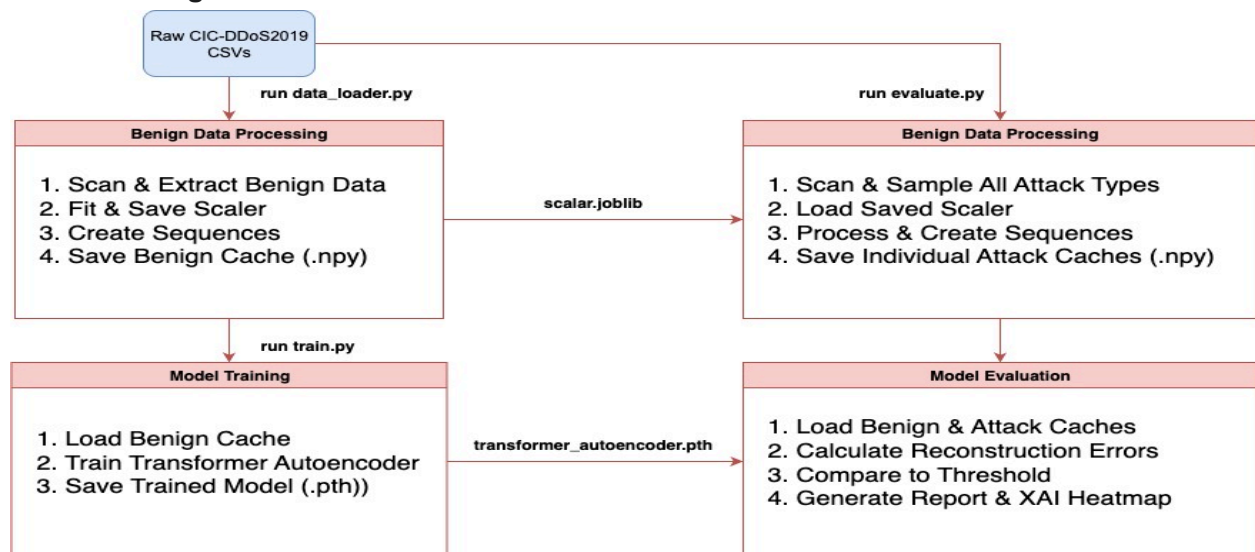 Raw CIC-DDoS2019
CSVs
run data_loader.py
run evaluate.py
Benign Data Processing
1. Scan & Extract Benign Data
2. Fit & Save Scaler
3. Create Sequences
4. Save Benign Cache (.npy)
scalar.joblib
Benign Data Processing
1. Scan & Sample All Attack Types
2. Load Saved Scaler
3. Process & Create Sequences
4. Save Individual Attack Caches (.npy)
run train.py
Model Training
1. Load Benign Cache
2. Train Transformer Autoencoder
3. Save Trained Model (.pth))
transformer_autoencoder.pth
Model Evaluation
1. Load Benign & Attack Caches
2. Calculate Reconstruction Errors
3. Compare to Threshold
4. Generate Report & XAI Heatmap